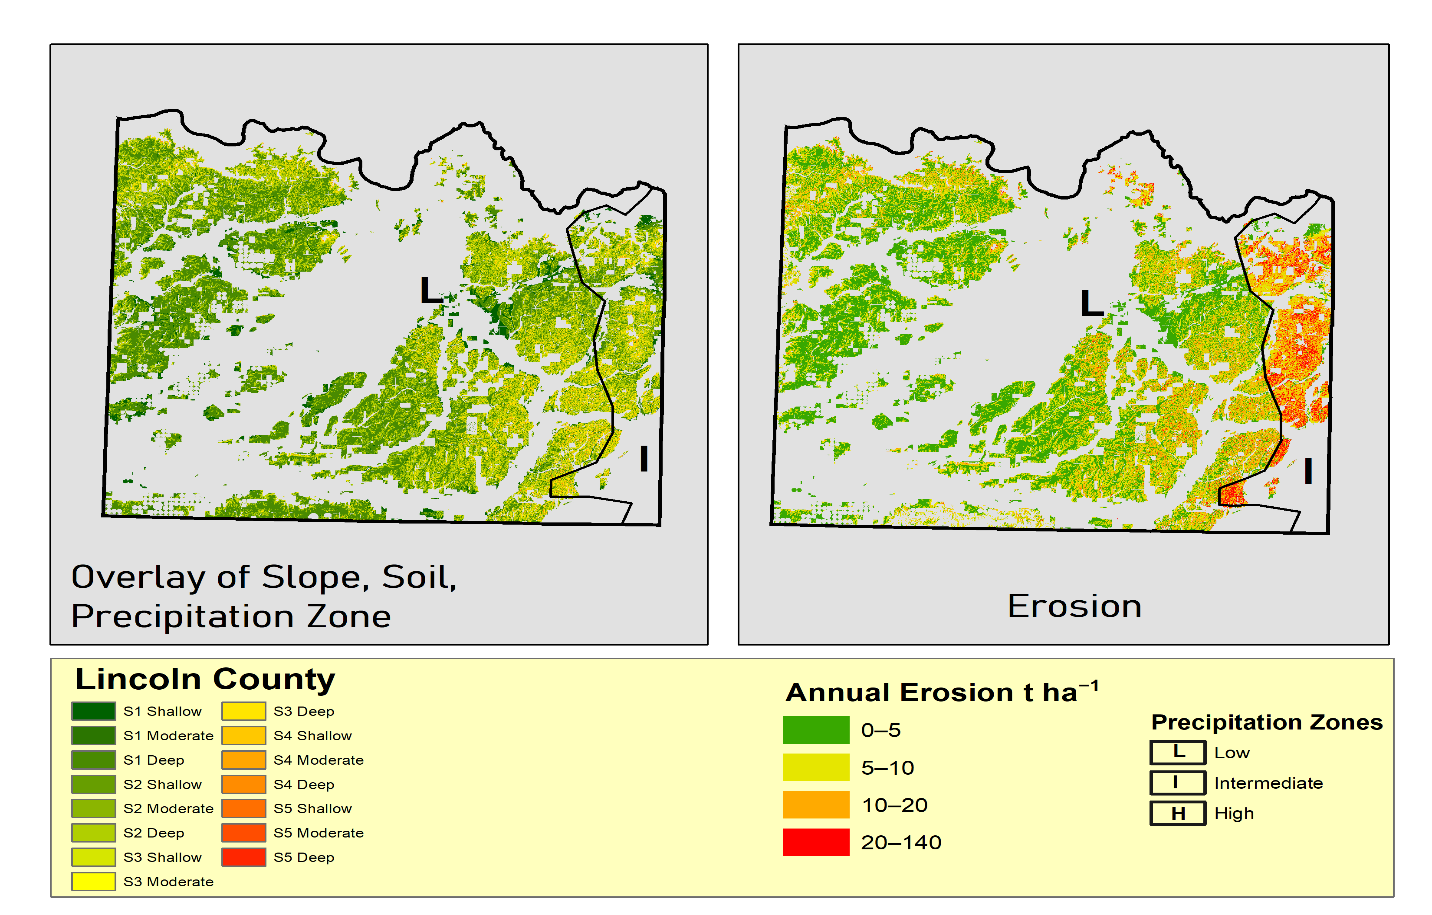 L
I
Overlay of Slope, Soil,
Precipitation Zone
L
I
Erosion
Lincoln County
S1 Shallow
S1 Moderate
S1 Deep
S2 Shallow
S2 Moderate
S2 Deep
S3 Shallow
S3 Moderate
S3 Deep
S4 Shallow
S4 Moderate
S4 Deep
S5 Shallow
S5 Moderate
S5 Deep
Annual Erosion t ha⁻¹
0–5
5–10
10–20
20–140
Precipitation Zones
L Low
I Intermediate
H High